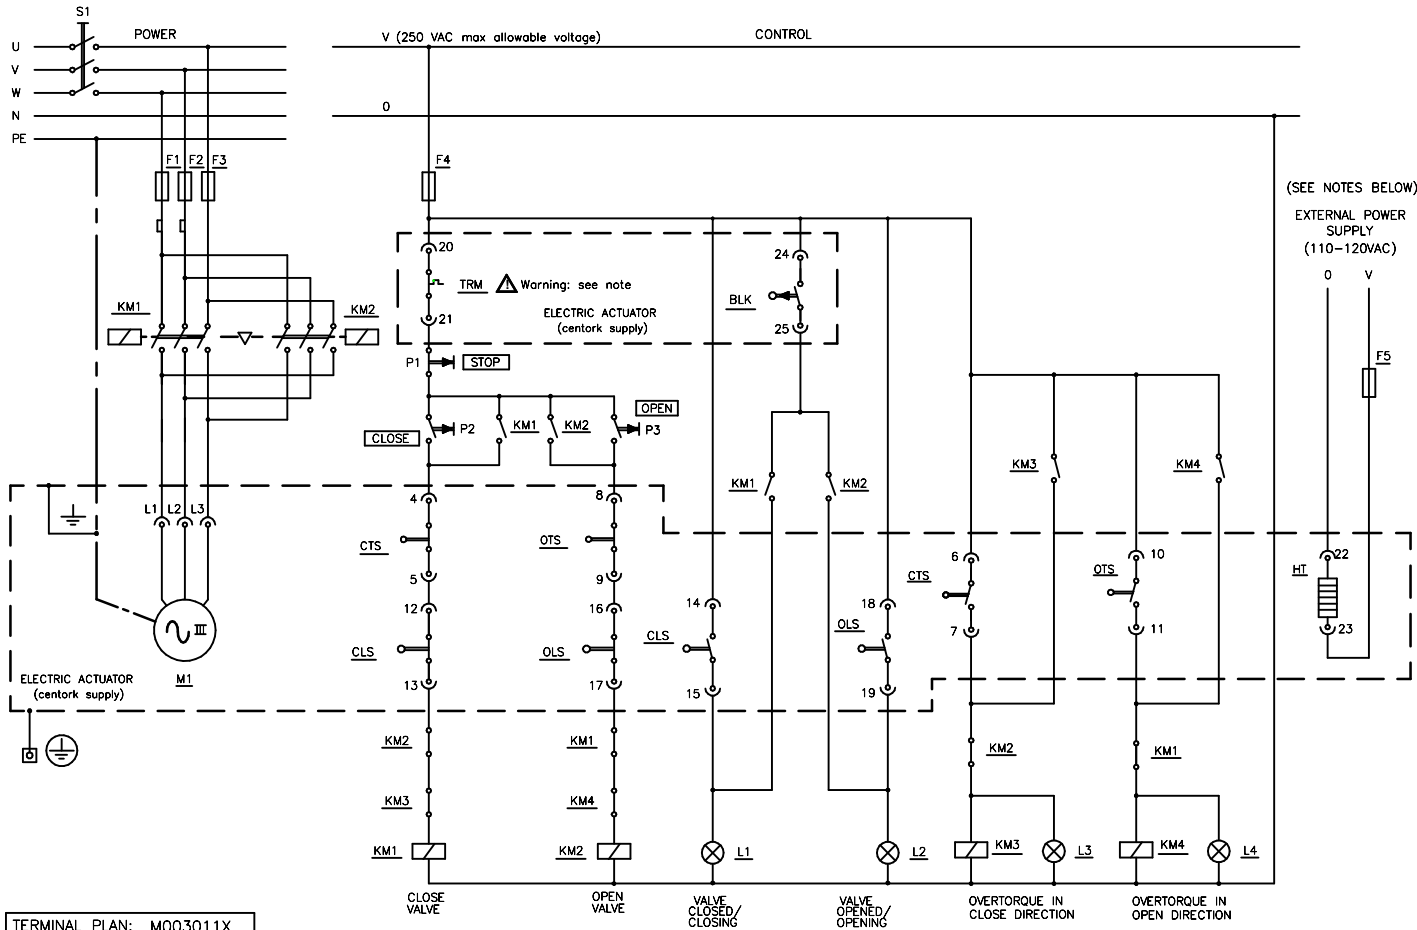 S1
POWER
V (250 VAC max allowable voltage)
CONTROL
U
V
W
N
PE
0
F1
F2
F3
F4
(SEE NOTES BELOW)
EXTERNAL POWER
SUPPLY
(110-120VAC)
0
V
20
TRM
Warning: see note
24
BLK
ELECTRIC ACTUATOR
(centork supply)
21
25
KM1
KM2
P1
STOP
F5
OPEN
CLOSE
P2
KM1
KM2
P3
KM1
KM2
KM3
KM4
L1
L2
L3
4
8
CTS
OTS
5
9
12
16
CLS
OLS
13
17
14
CLS
15
18
OLS
19
6
CTS
7
10
OTS
11
22
HT
23
III
M1
ELECTRIC ACTUATOR
(centork supply)
KM2
KM1
KM2
KM1
KM3
KM4
KM1
KM2
L1
L2
KM3
L3
KM4
L4
CLOSE
VALVE
OPEN
VALVE
VALVE
CLOSED/
CLOSING
VALVE
OPENED/
OPENING
OVERTORQUE IN
CLOSE DIRECTION
OVERTORQUE IN
OPEN DIRECTION
TERMINAL PLAN: M003011X